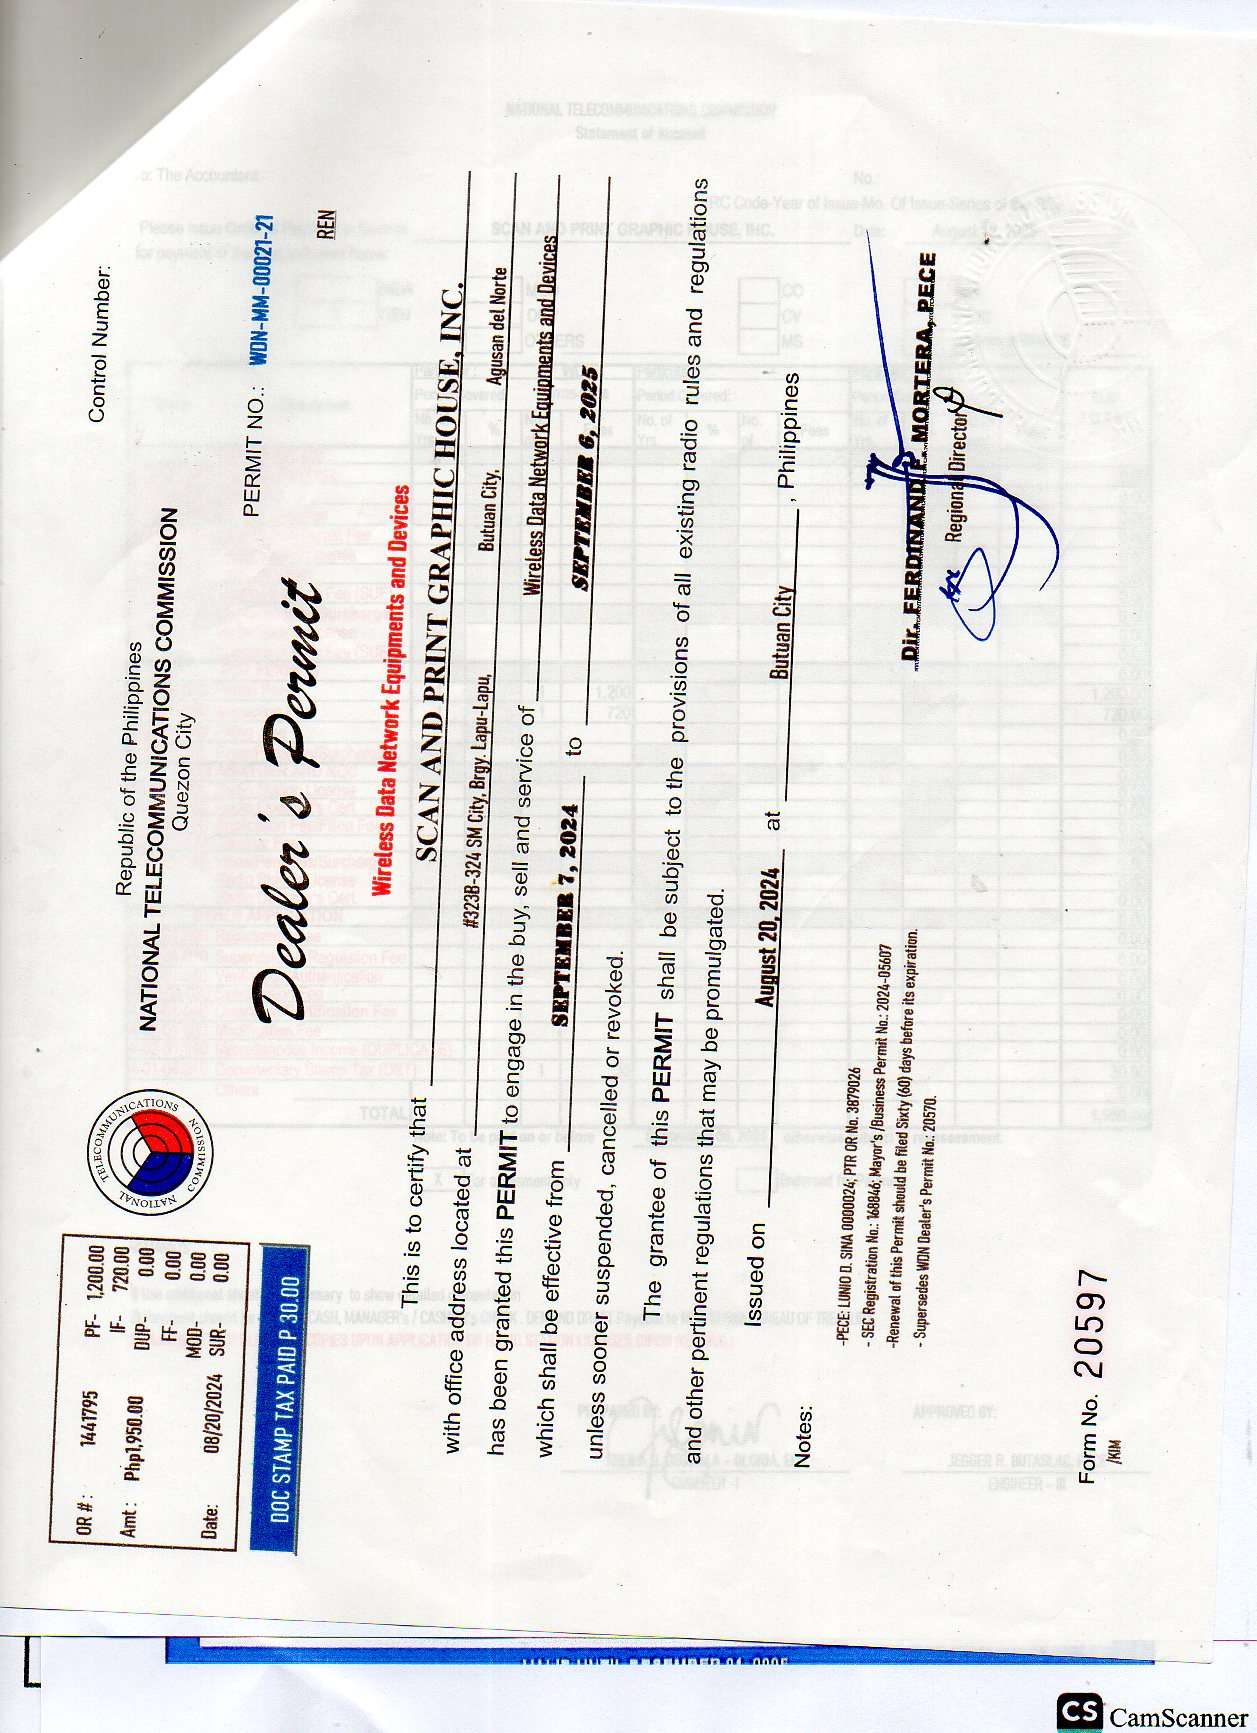 OR # : 1441795 PF- 1,200.00
Amt : Php1,950.00 IF- 720.00
DUP- 0.00
FF- 0.00
MOD 0.00
Date: 08/20/2024 SUR- 0.00
DOC STAMP TAX PAID P 30.00
NATIONAL TELECOMMUNICATIONS COMMISSION
Republic of the Philippines
NATIONAL TELECOMMUNICATIONS COMMISSION
Quezon City
Control Number:
Dealer's Permit
PERMIT NO.: WDN-MM-00021-21
REN
Wireless Data Network Equipments and Devices
This is to certify that SCAN AND PRINT GRAPHIC HOUSE, INC.
with office address located at #323B-324 SM City, Brgy. Lapu-Lapu, Butuan City, Agusan del Norte
has been granted this PERMIT to engage in the buy, sell and service of Wireless Data Network Equipments and Devices
which shall be effective from SEPTEMBER 7, 2024 to SEPTEMBER 6, 2025
unless sooner suspended, cancelled or revoked.
The grantee of this PERMIT shall be subject to the provisions of all existing radio rules and regulations
and other pertinent regulations that may be promulgated.
Issued on August 20, 2024 at Butuan City , Philippines
Notes:
-PECE: LUNIO D. SINA 0000024; PTR OR No. 3879026
- SEC Registration No.: 168846; Mayor's /Business Permit No.: 2024-05607
-Renewal of this Permit should be filed Sixty (60) days before its expiration.
- Supersedes WDN Dealer's Permit No.: 20570.
Dir. FERDINAND F. MORTERA, PECE
Regional Director
Form No. 20597
/KIM
CS CamScanner